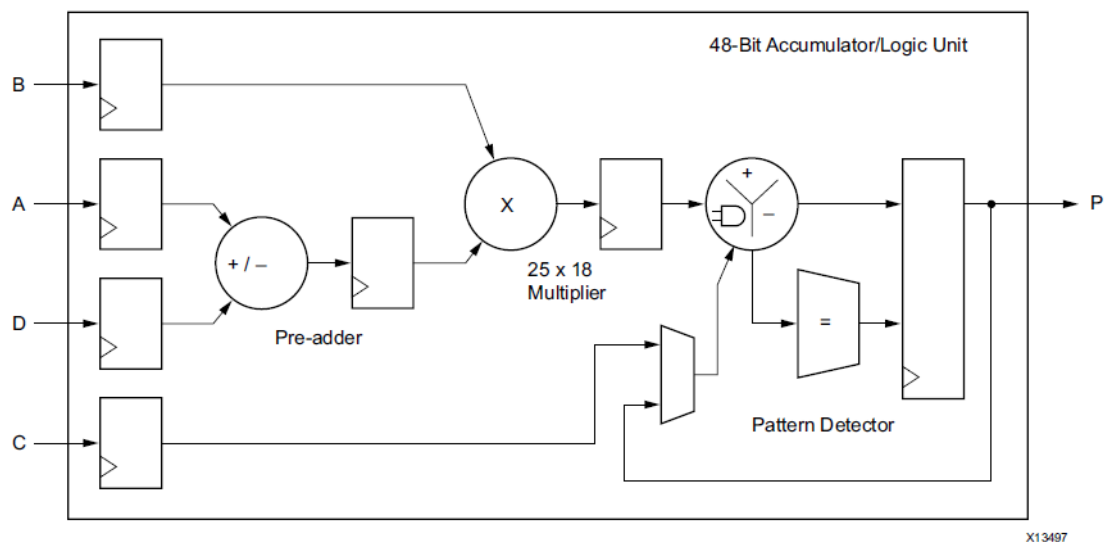 48-Bit Accumulator/Logic Unit
B
A
D
C
+ / –
Pre-adder
X
25 x 18
Multiplier
+
–
=
Pattern Detector
P
X13497